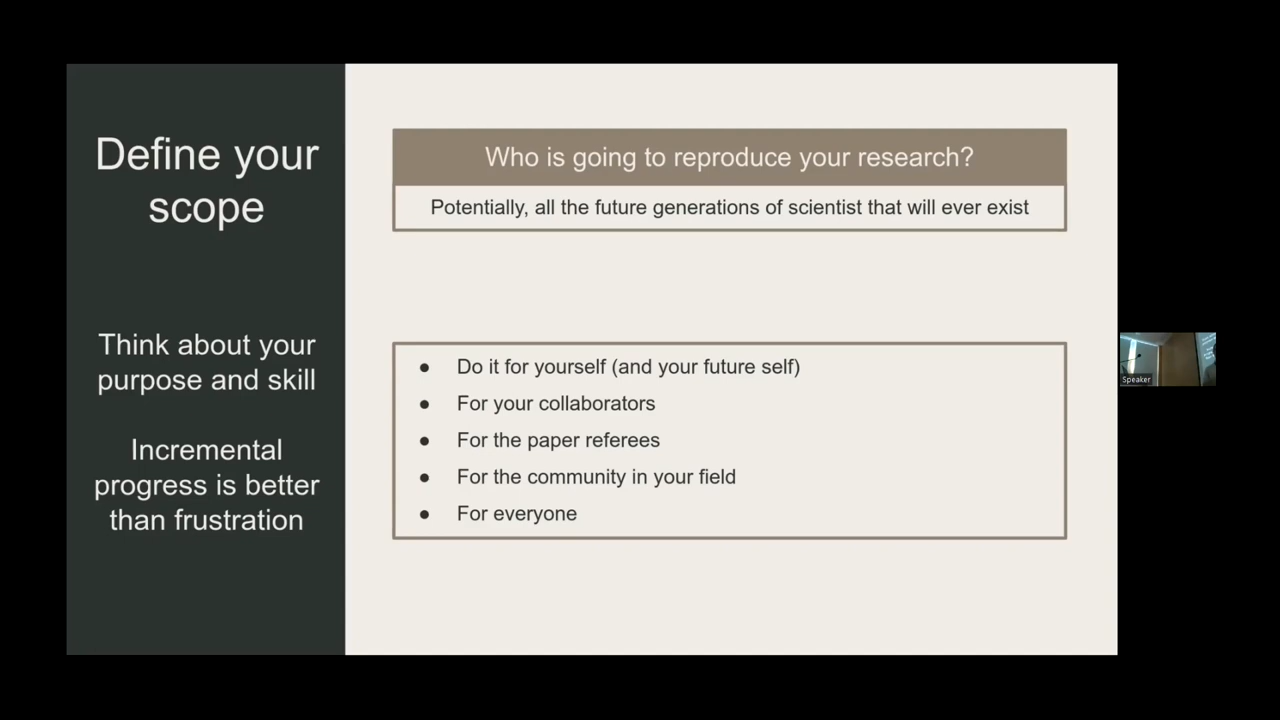 Define your
scope
Think about your
purpose and skill
Incremental
progress is better
than frustration
Who is going to reproduce your research?
Potentially, all the future generations of scientist that will ever exist
● Do it for yourself (and your future self)
● For your collaborators
● For the paper referees
● For the community in your field
● For everyone
Speaker